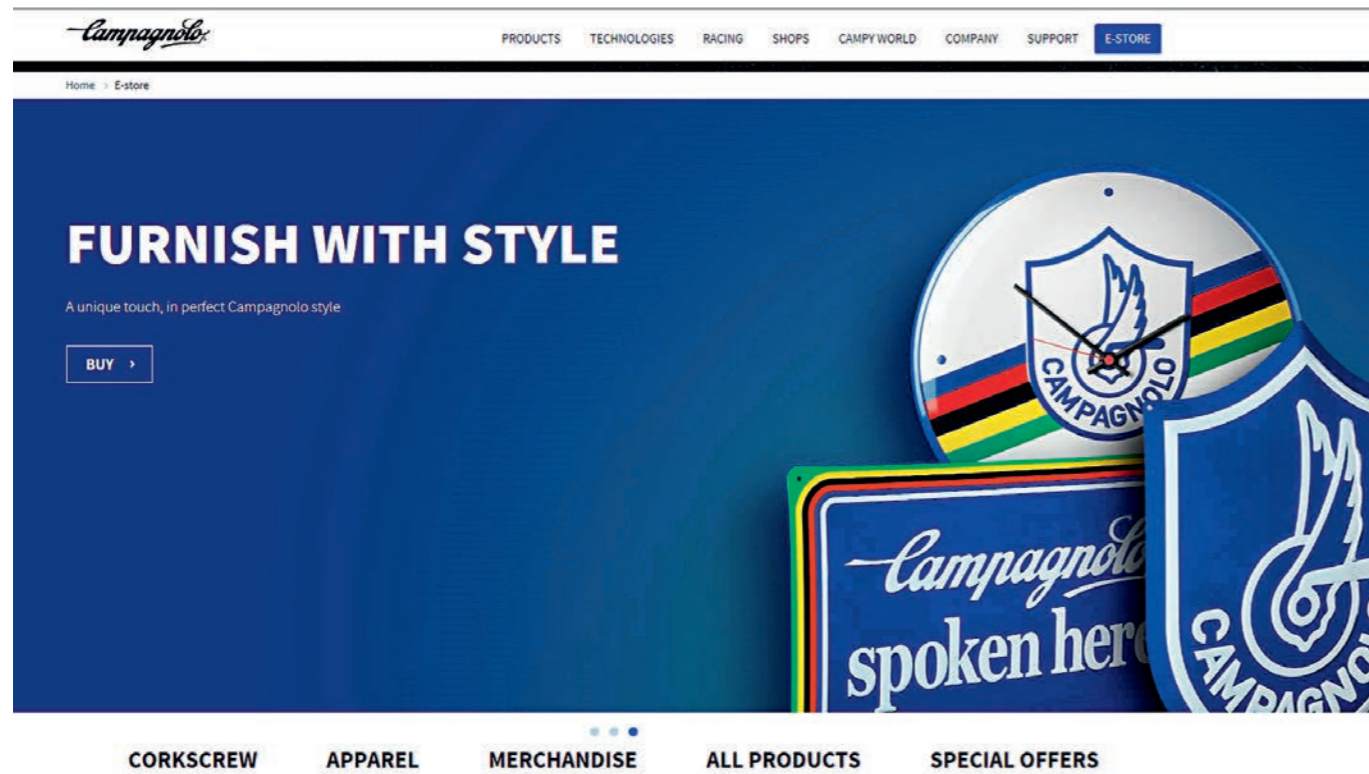 Campagnolo
PRODUCTS TECHNOLOGIES RACING SHOPS CAMPY WORLD COMPANY SUPPORT E-STORE
Home > E-store
FURNISH WITH STYLE
A unique touch, in perfect Campagnolo style
BUY >
CAMPAGNOLO
Campagnolo
spoken here
CAMPAGNO
CORKSCREW APPAREL MERCHANDISE ALL PRODUCTS SPECIAL OFFERS